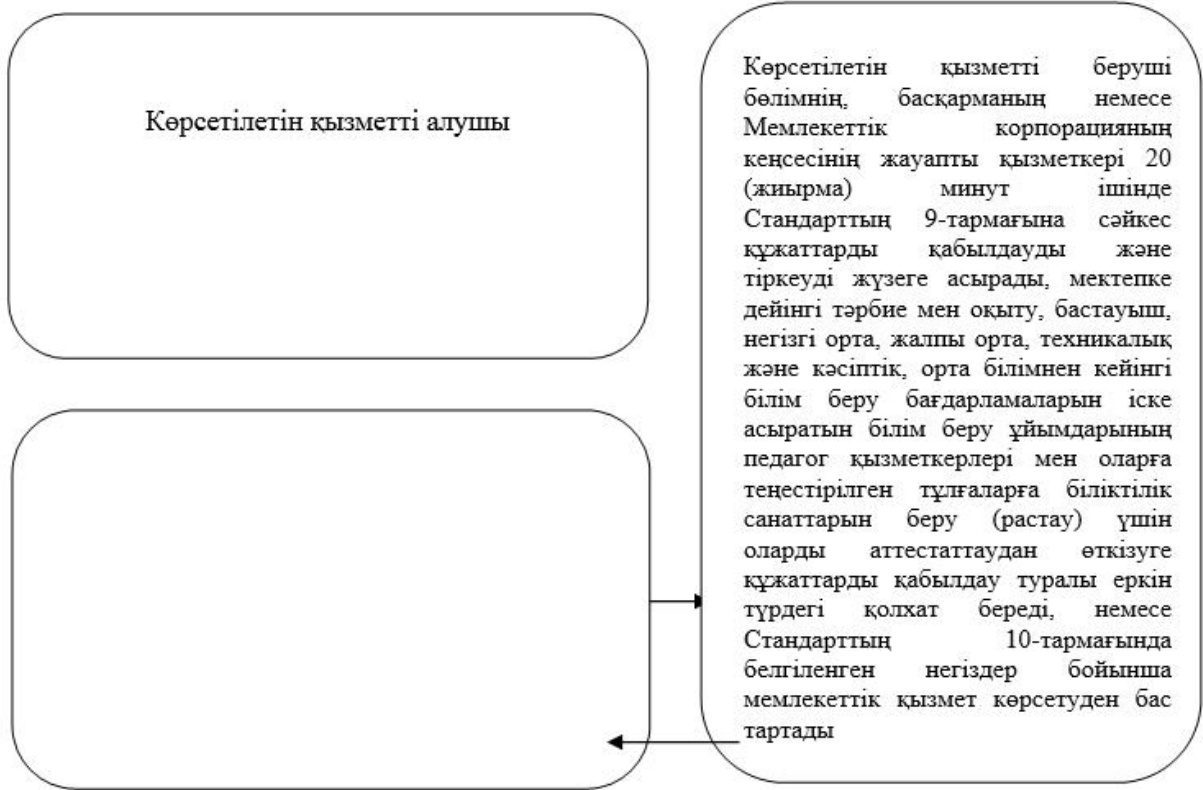 Көрсетілетін қызметті алушы
Көрсетілетін қызметті беруші
бөлімнің, басқарманың немесе
Мемлекеттік корпорацияның
кеңсесінің жауапты қызметкері 20
(жиырма) минут ішінде
Стандарттың 9-тармағына сәйкес
құжаттарды қабылдауды және
тіркеуді жүзеге асырады, мектепке
дейінгі тәрбие мен оқыту, бастауыш,
негізгі орта, жалпы орта, техникалық
және кәсіптік, орта білімнен кейінгі
білім беру бағдарламаларын іске
асыратын білім беру ұйымдарының
педагог қызметкерлері мен оларға
теңестірілген тұлғаларға біліктілік
санаттарын беру (растау) үшін
оларды аттестаттаудан өткізуге
құжаттарды қабылдау туралы еркін
түрдегі қолхат береді, немесе
Стандарттың 10-тармағында
белгіленген негіздер бойынша
мемлекеттік қызмет көрсетуден бас
тартады